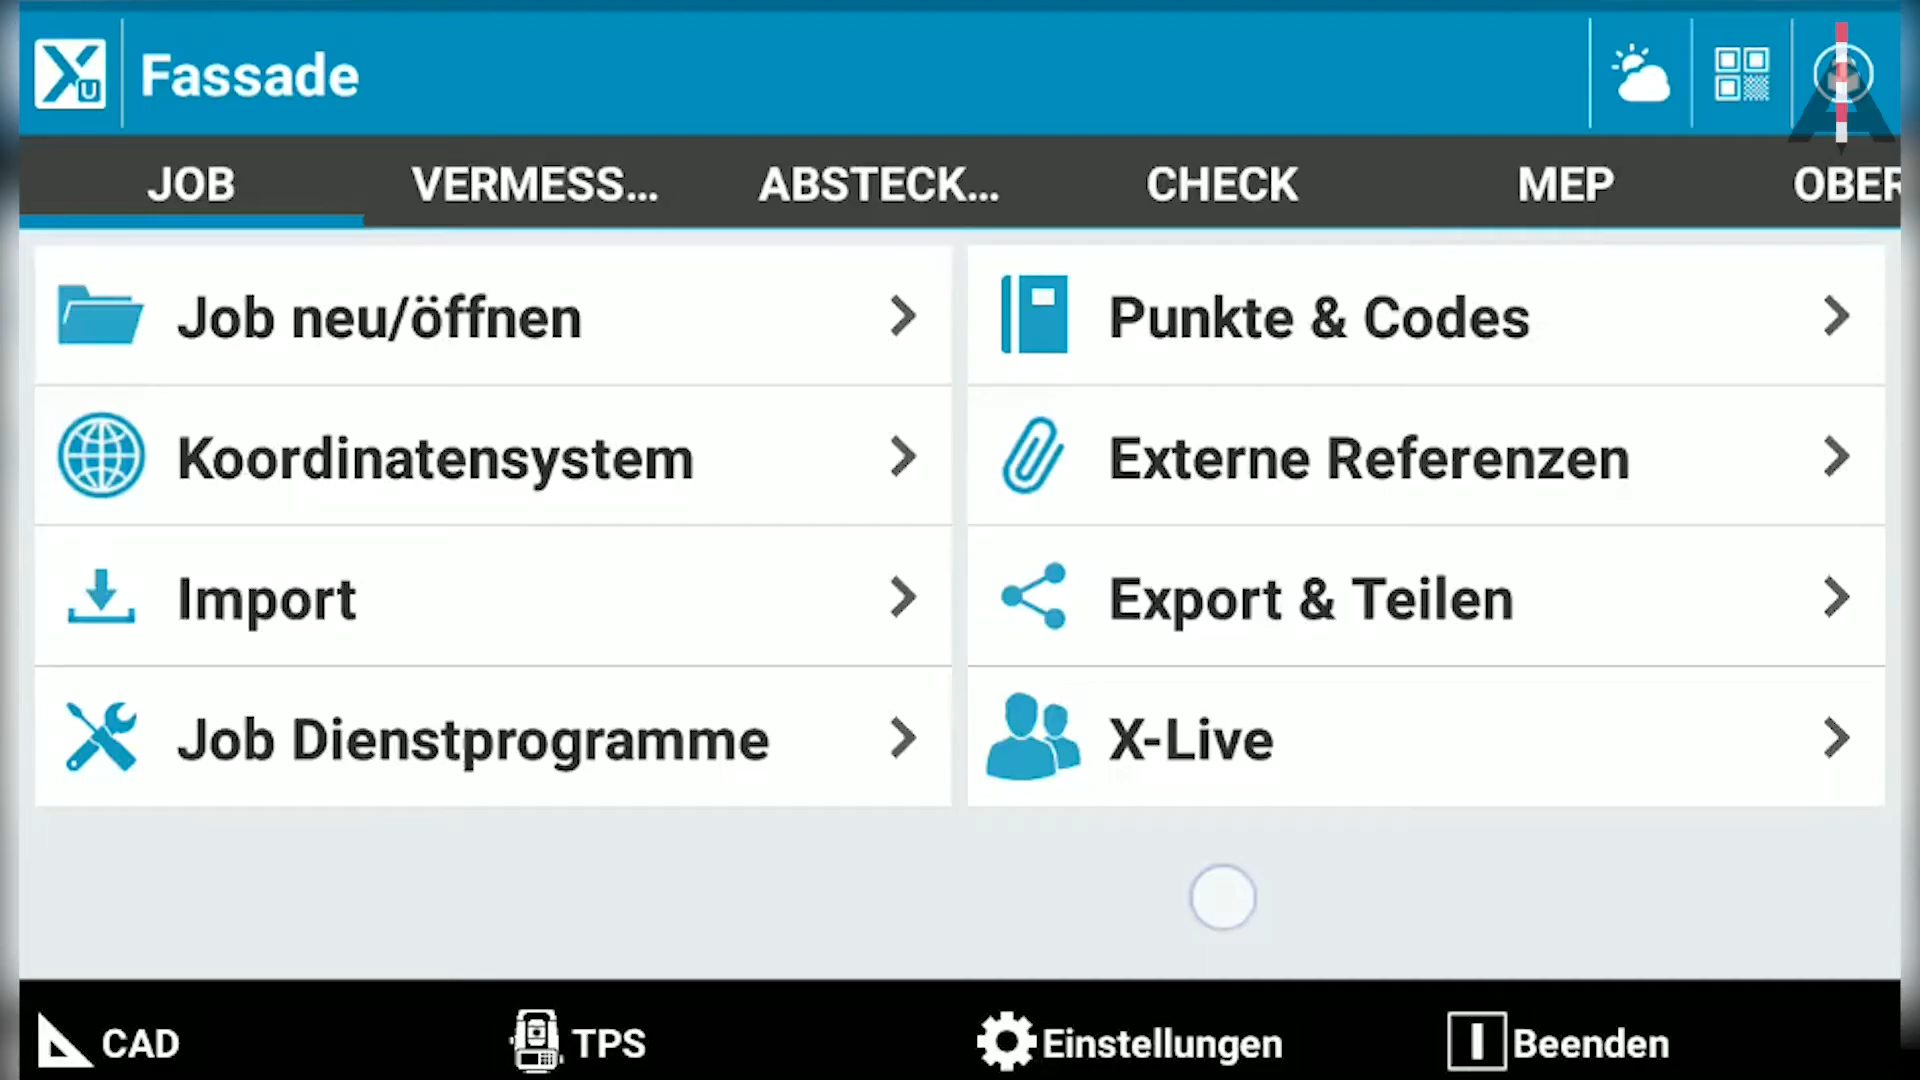 Fassade
JOB VERMESS... ABSTECK... CHECK MEP OBER
Job neu/öffnen
Punkte & Codes
Koordinatensystem
Externe Referenzen
Import
Export & Teilen
Job Dienstprogramme
X-Live
CAD TPS Einstellungen Beenden